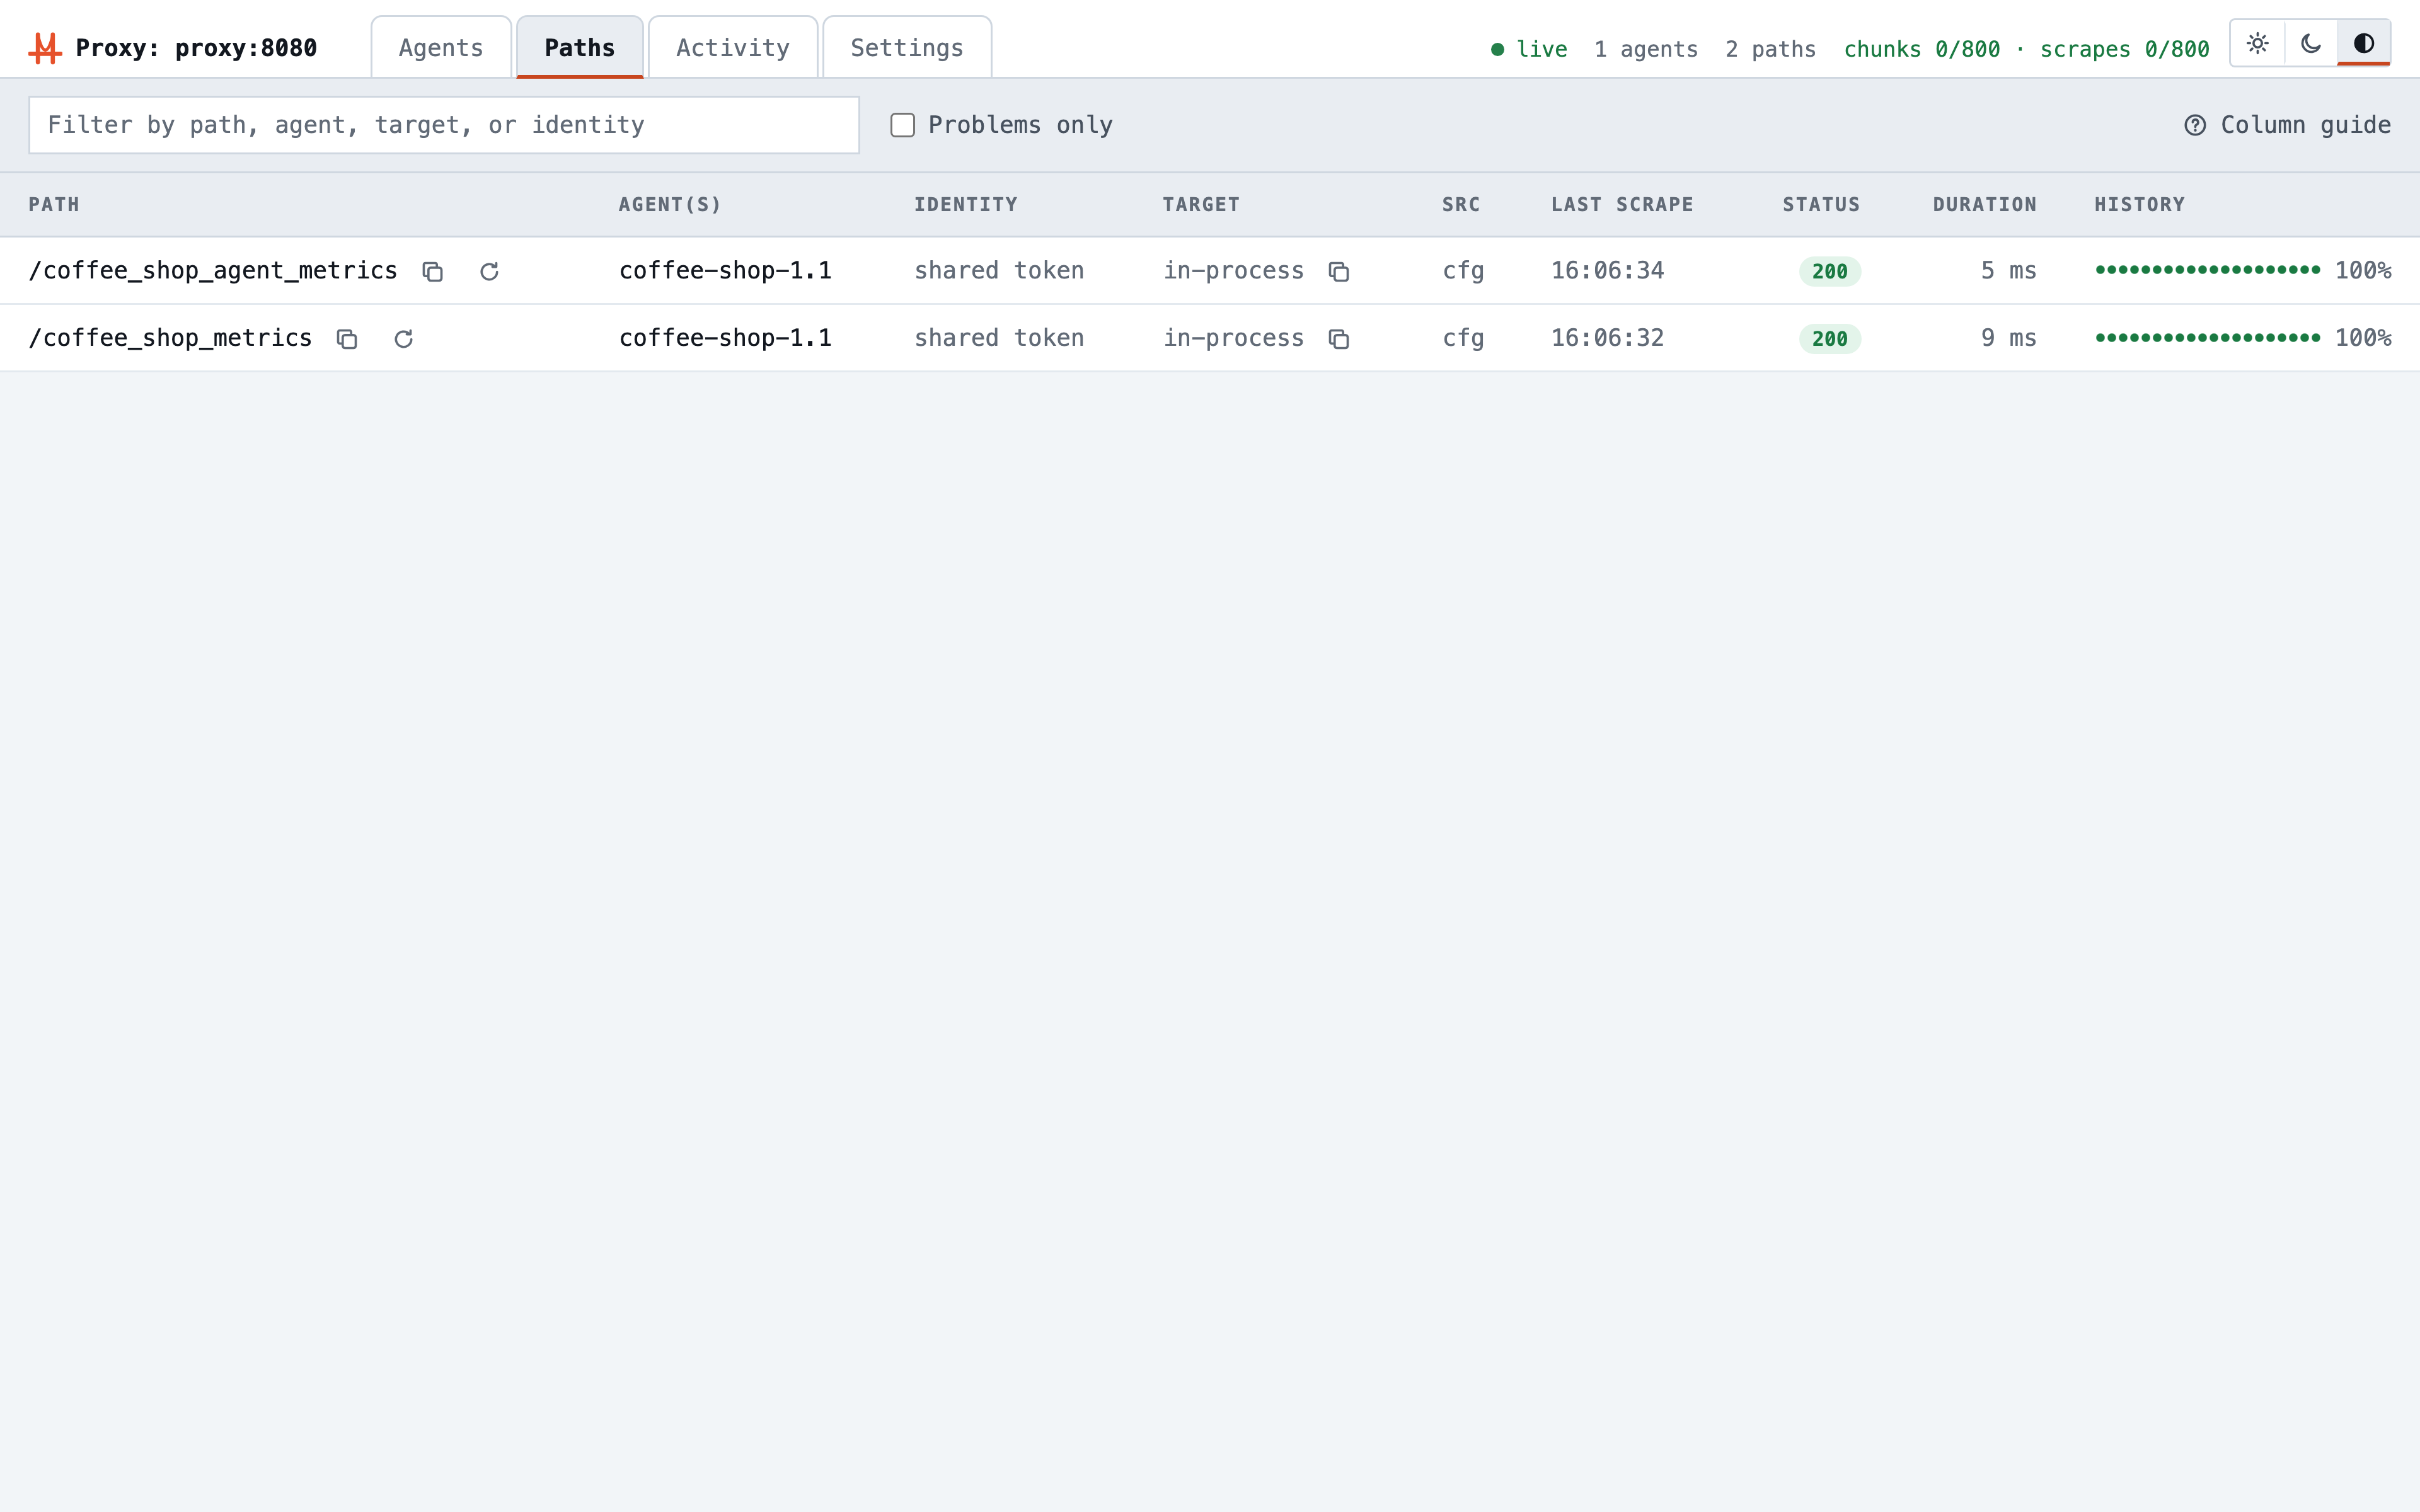 Proxy: proxy:8080 Agents Paths Activity Settings live 1 agents 2 paths chunks 0/800 · scrapes 0/800
Filter by path, agent, target, or identity Problems only Column guide
PATH AGENT(S) IDENTITY TARGET SRC LAST SCRAPE STATUS DURATION HISTORY
/coffee_shop_agent_metrics coffee-shop-1.1 shared token in-process cfg 16:06:34 200 5 ms 100%
/coffee_shop_metrics coffee-shop-1.1 shared token in-process cfg 16:06:32 200 9 ms 100%